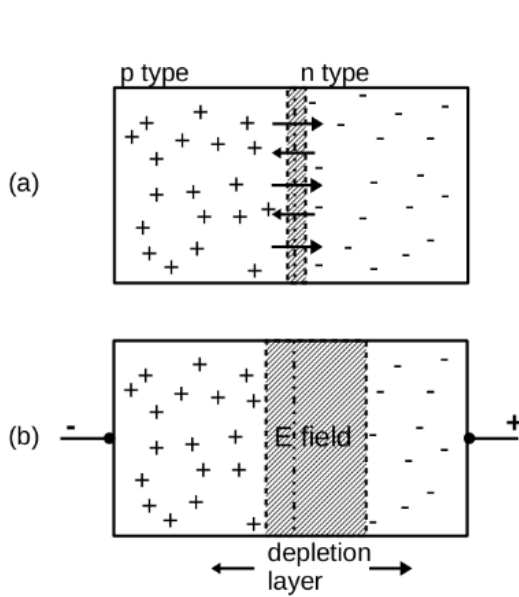 p type n type
(a)
(b)
-
+
E field
depletion
layer